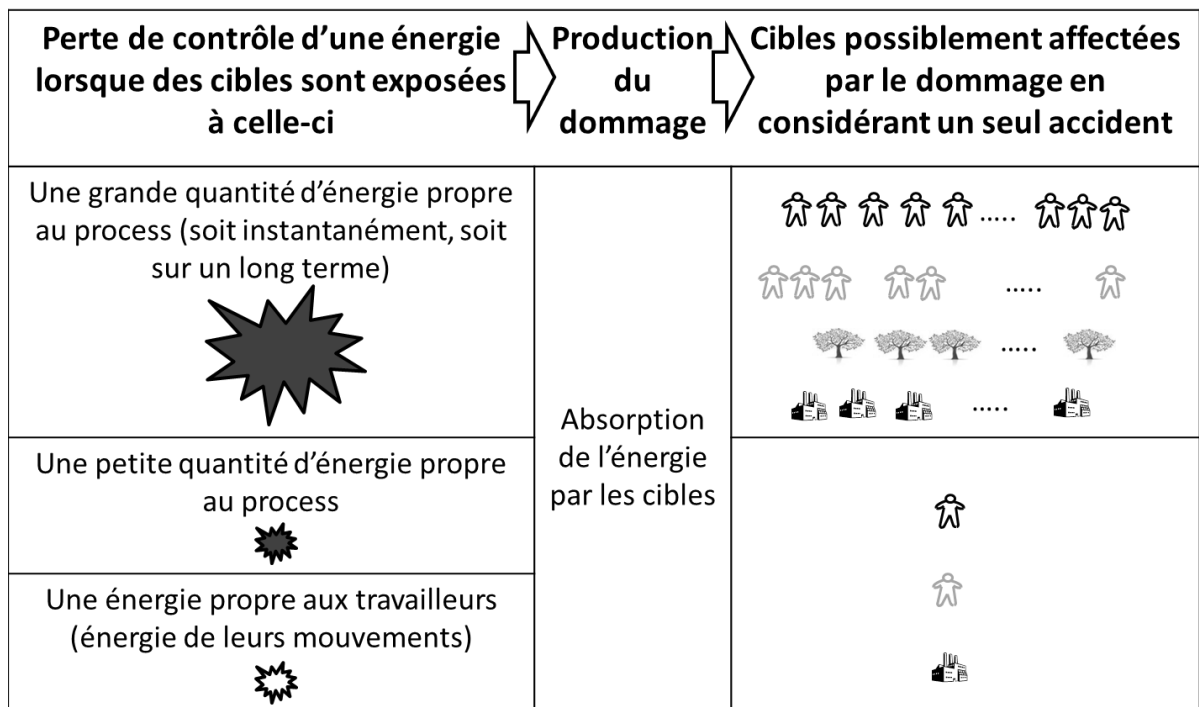 Perte de contrôle d’une énergie
lorsque des cibles sont exposées
à celle-ci
Production
du
dommage
Cibles possiblement affectées
par le dommage en
considérant un seul accident
Une grande quantité d’énergie propre
au process (soit instantanément, soit
sur un long terme)
.....
.....
.....
.....
Une petite quantité d’énergie propre
au process
Une énergie propre aux travailleurs
(énergie de leurs mouvements)
Absorption
de l’énergie
par les cibles